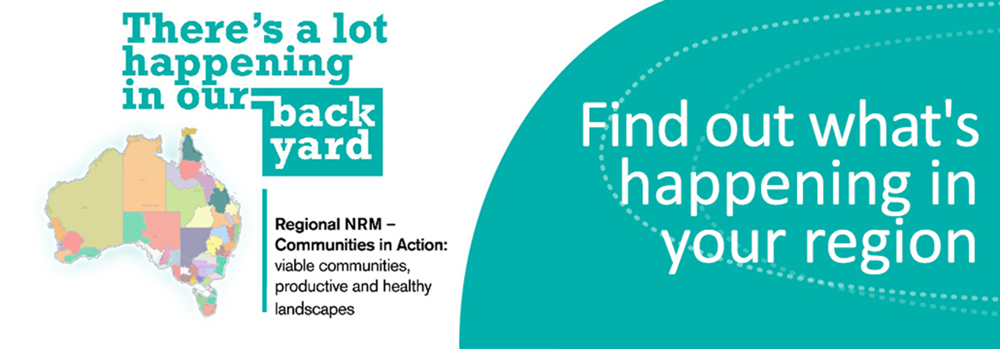 There's a lot
happening
in our
back
yard
Regional NRM –
Communities in Action:
viable communities,
productive and healthy
landscapes
Find out what's
happening in
your region